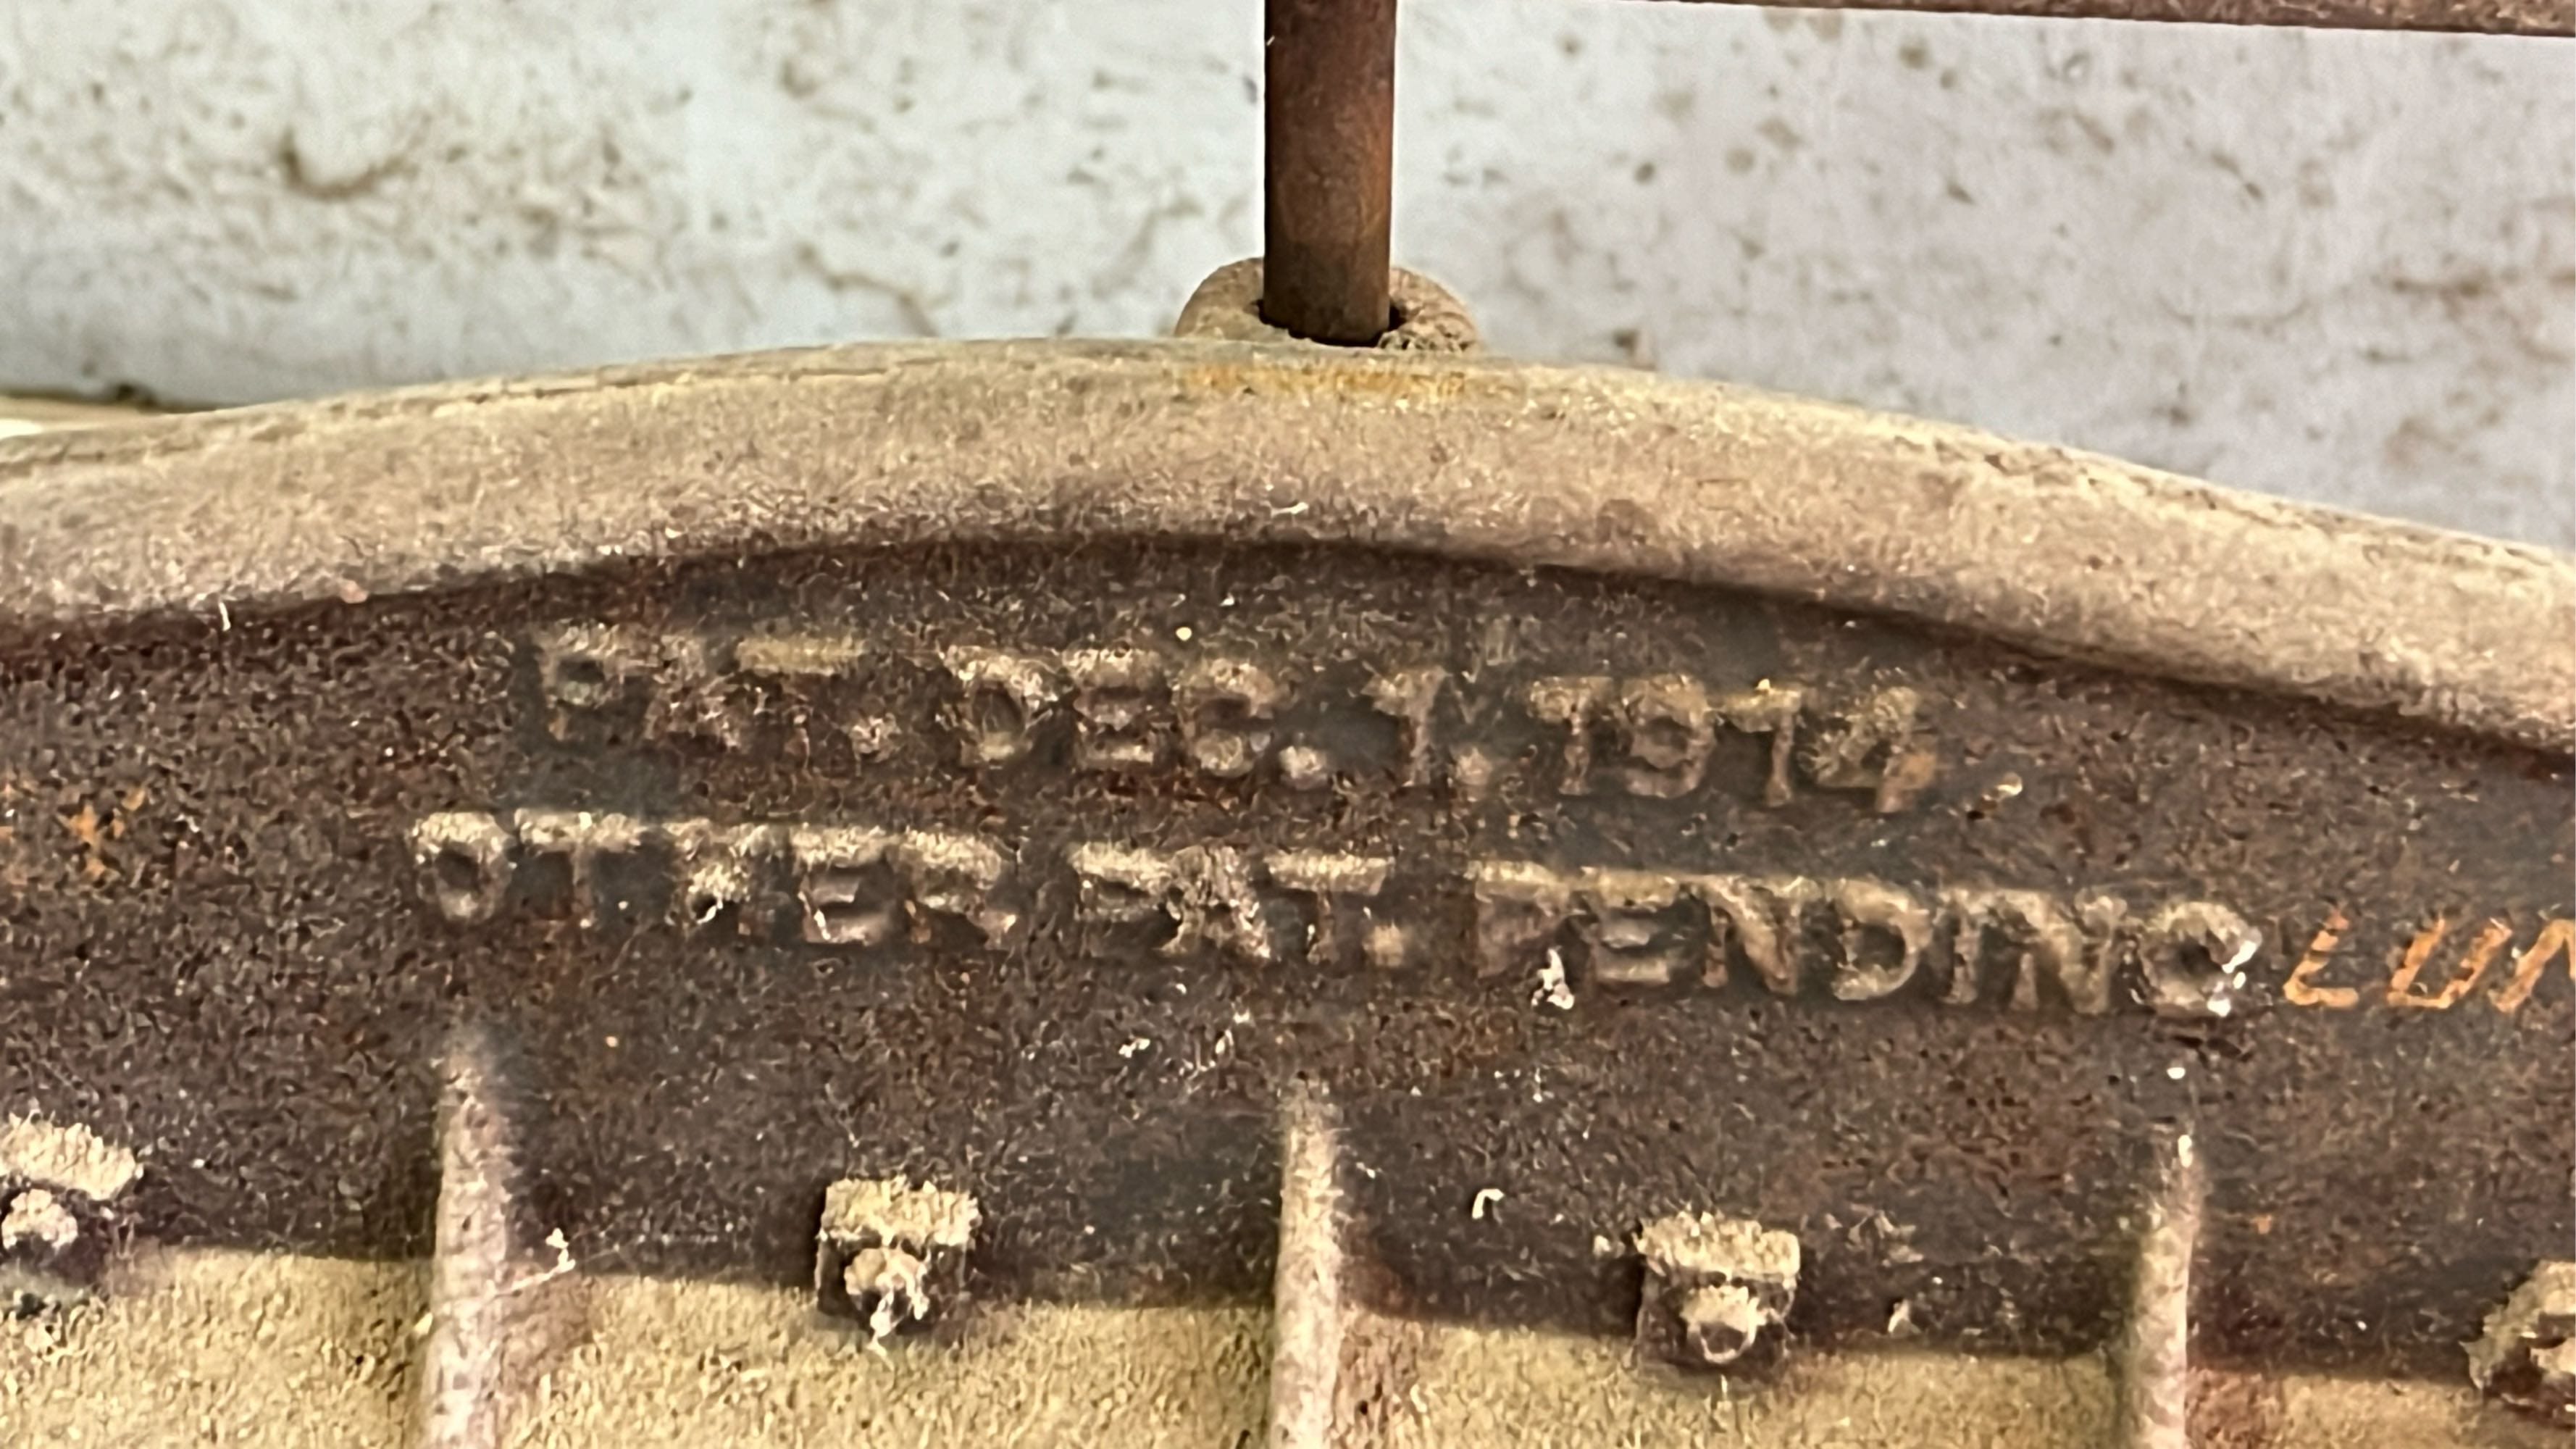 PAT. DEC. 1, 1914
OTHER PAT. PENDING